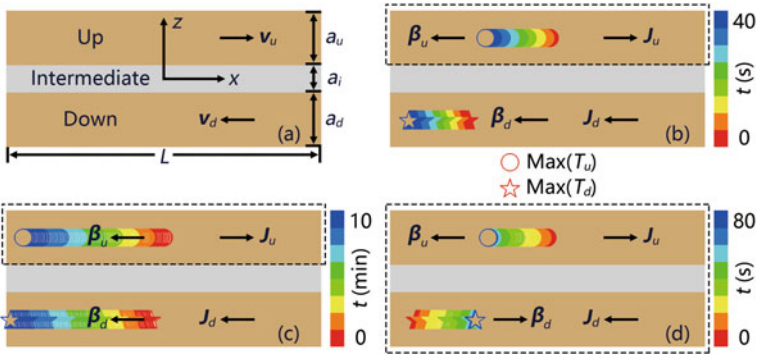 Up
z
v_u
a_u
Intermediate
x
a_i
Down
v_d
(a)
a_d
L
β_u
J_u
β_d
J_d
(b)
40
t (s)
0
Max(T_u)
Max(T_d)
β_u
J_u
β_d
J_d
(c)
10
t (min)
0
β_u
J_u
β_d
J_d
(d)
80
t (s)
0